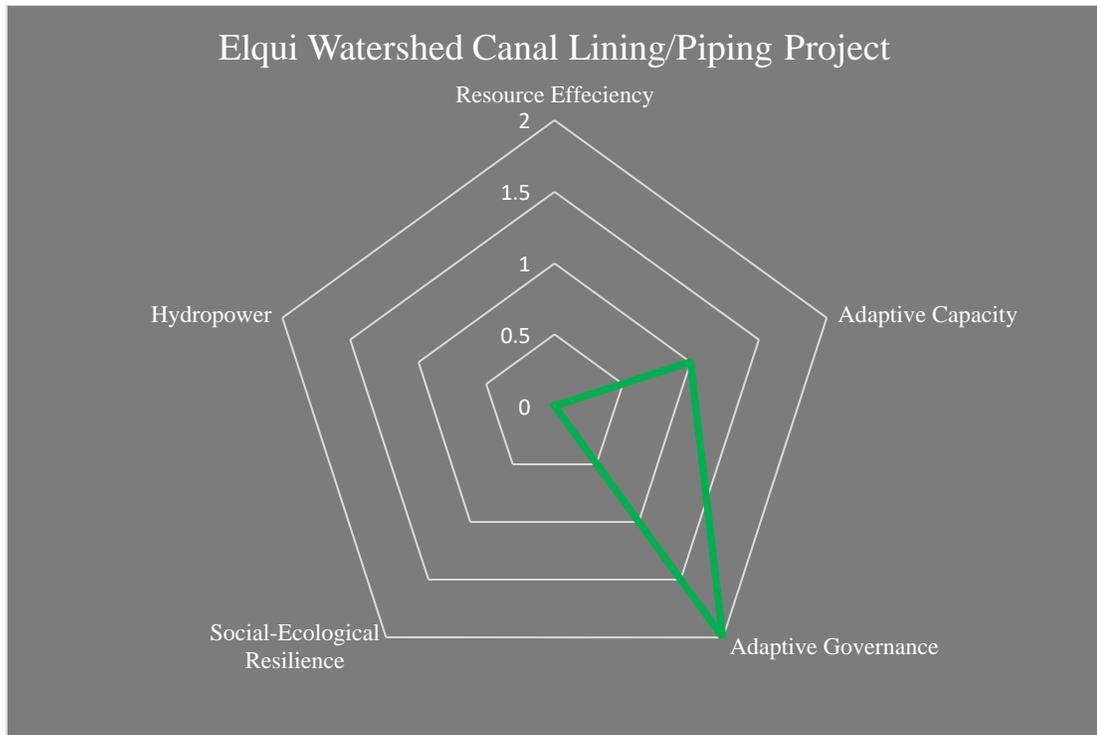 Elqui Watershed Canal Lining/Piping Project
Resource Effeciency
2
1.5
1
0.5
0
Hydropower
Adaptive Capacity
Social-Ecological
Resilience
Adaptive Governance